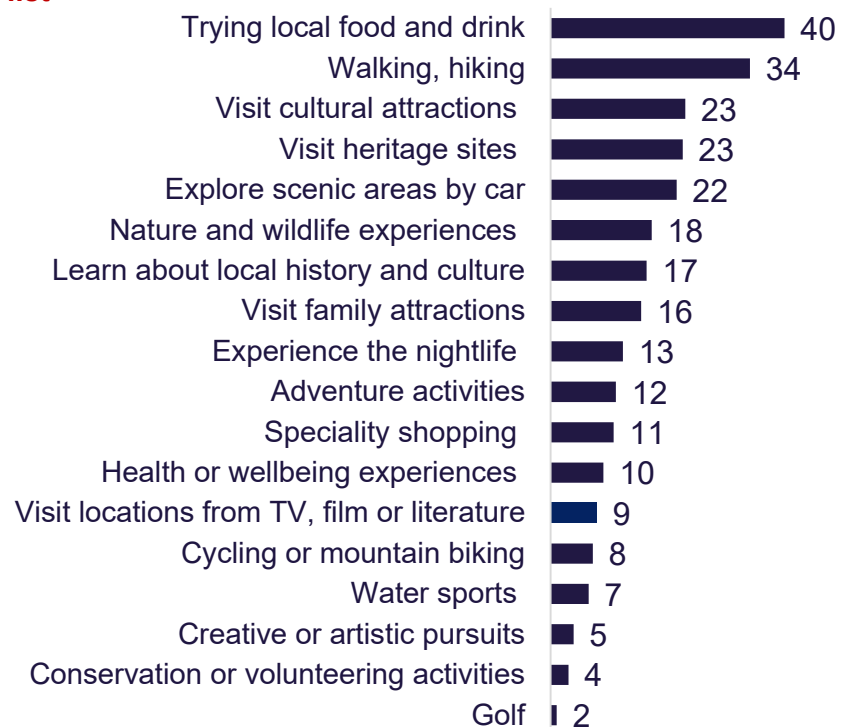 Trying local food and drink 40
Walking, hiking 34
Visit cultural attractions 23
Visit heritage sites 23
Explore scenic areas by car 22
Nature and wildlife experiences 18
Learn about local history and culture 17
Visit family attractions 16
Experience the nightlife 13
Adventure activities 12
Speciality shopping 11
Health or wellbeing experiences 10
Visit locations from TV, film or literature 9
Cycling or mountain biking 8
Water sports 7
Creative or artistic pursuits 5
Conservation or volunteering activities 4
Golf 2